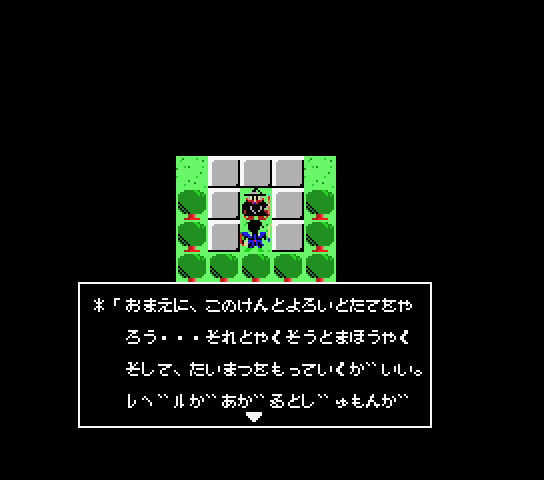 *「おまえに、このけんとよろいとたてをや
ろう・・・それとやくそうとまほうやく
そして、たいまつをもっていくか゛いい。
レヘ゛ルか゛あか゛るとし゛ゅもんか゛